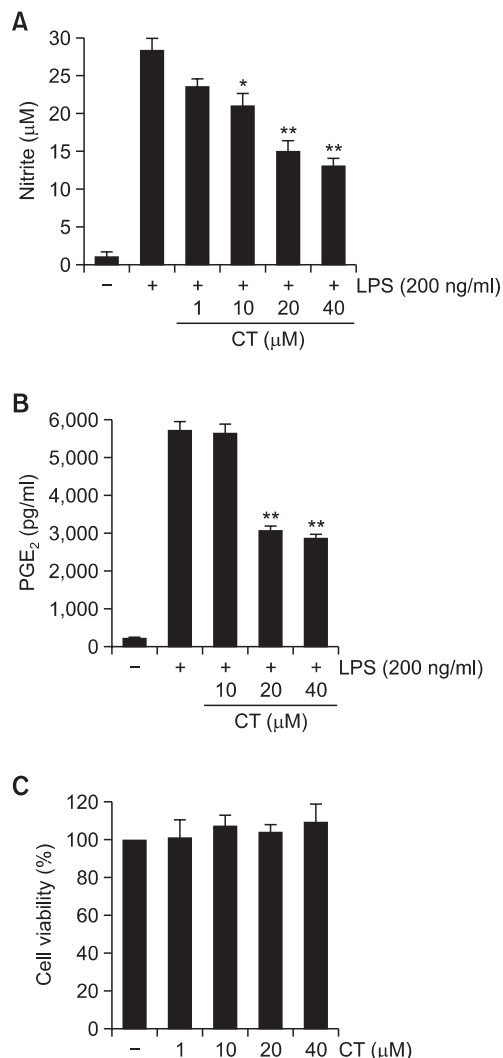 A
Nitrite (μM)
35
30
25
20
15
10
5
0
*
**
**
− + + + + + LPS (200 ng/ml)
1 10 20 40
CT (μM)
B
PGE2 (pg/ml)
6,000
5,000
4,000
3,000
2,000
1,000
0
**
**
− + + + + LPS (200 ng/ml)
10 20 40
CT (μM)
C
Cell viability (%)
120
100
80
60
40
20
0
− 1 10 20 40 CT (μM)